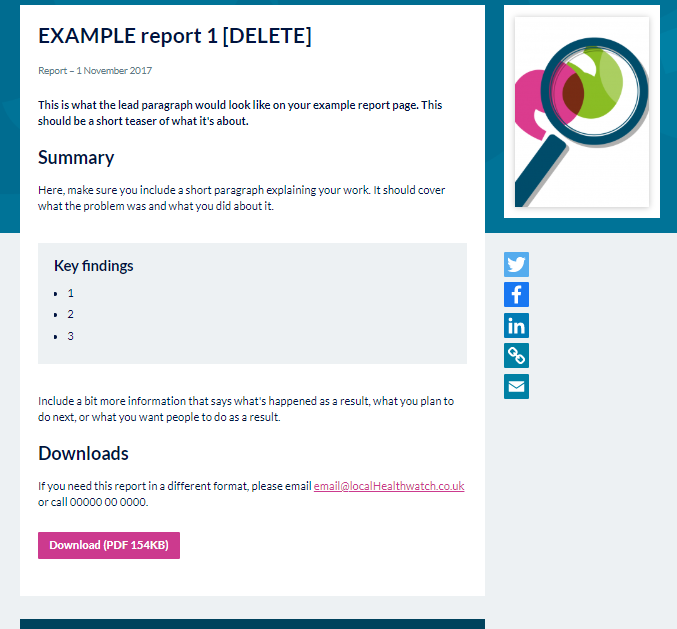 EXAMPLE report 1 [DELETE]
Report – 1 November 2017
This is what the lead paragraph would look like on your example report page. This
should be a short teaser of what it's about.
Summary
Here, make sure you include a short paragraph explaining your work. It should cover
what the problem was and what you did about it.
Key findings
1
2
3
Include a bit more information that says what's happened as a result, what you plan to
do next, or what you want people to do as a result.
Downloads
If you need this report in a different format, please email email@localHealthwatch.co.uk
or call 00000 00 0000.
Download (PDF 154KB)